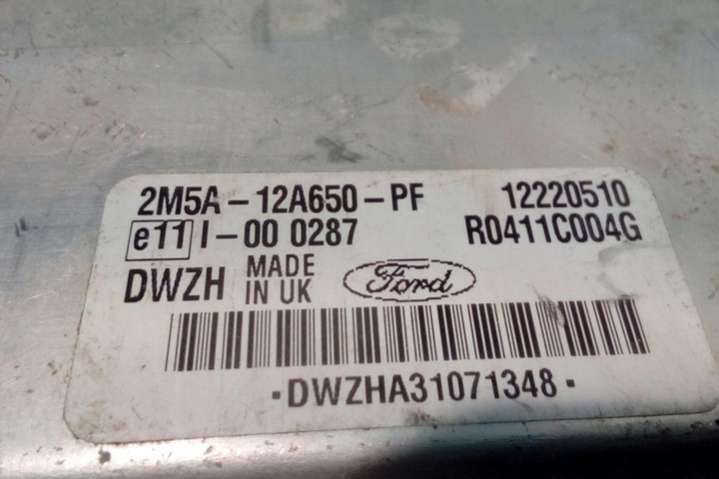 2M5A-12A650-PF 12220510
e11 I-00 0287 R0411C004G
DWZH MADE IN UK Ford
·DWZHA31071348·